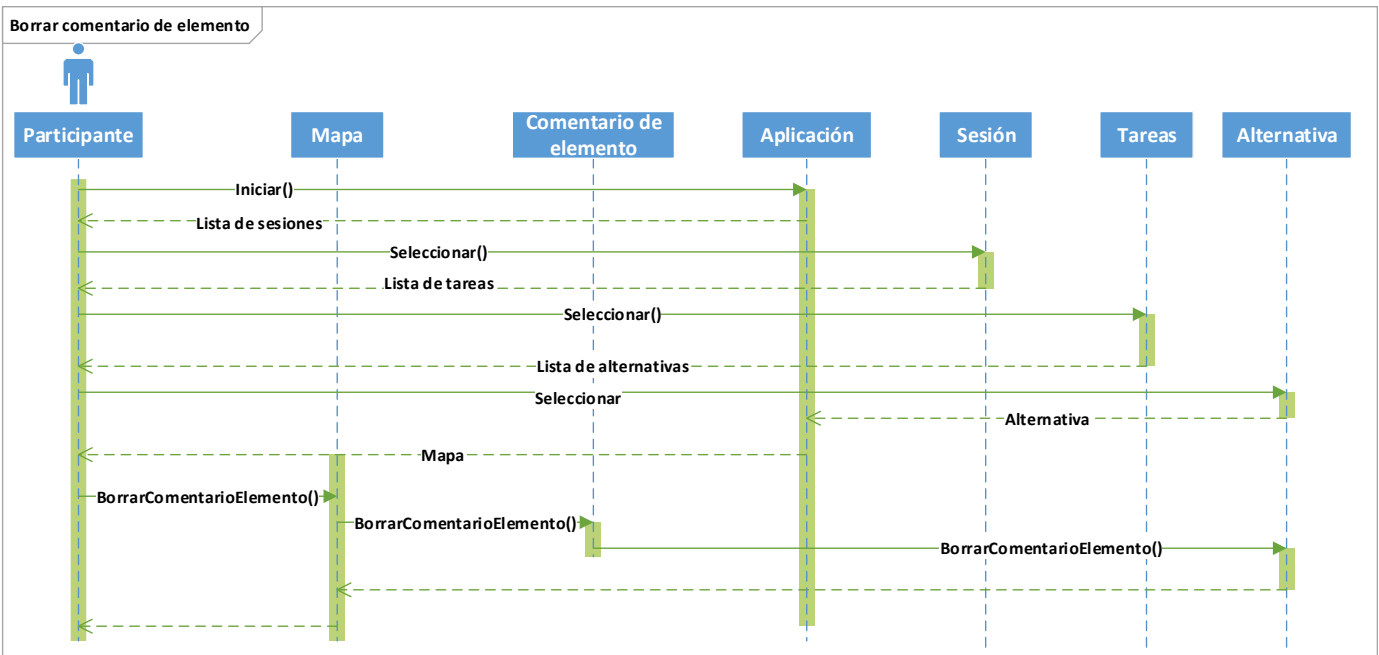 Borrar comentario de elemento
Participante
Mapa
Comentario de
elemento
Aplicación
Sesión
Tareas
Alternativa
Iniciar()
Lista de sesiones
Seleccionar()
Lista de tareas
Seleccionar()
Lista de alternativas
Seleccionar
Alternativa
Mapa
BorrarComentarioElemento()
BorrarComentarioElemento()
BorrarComentarioElemento()